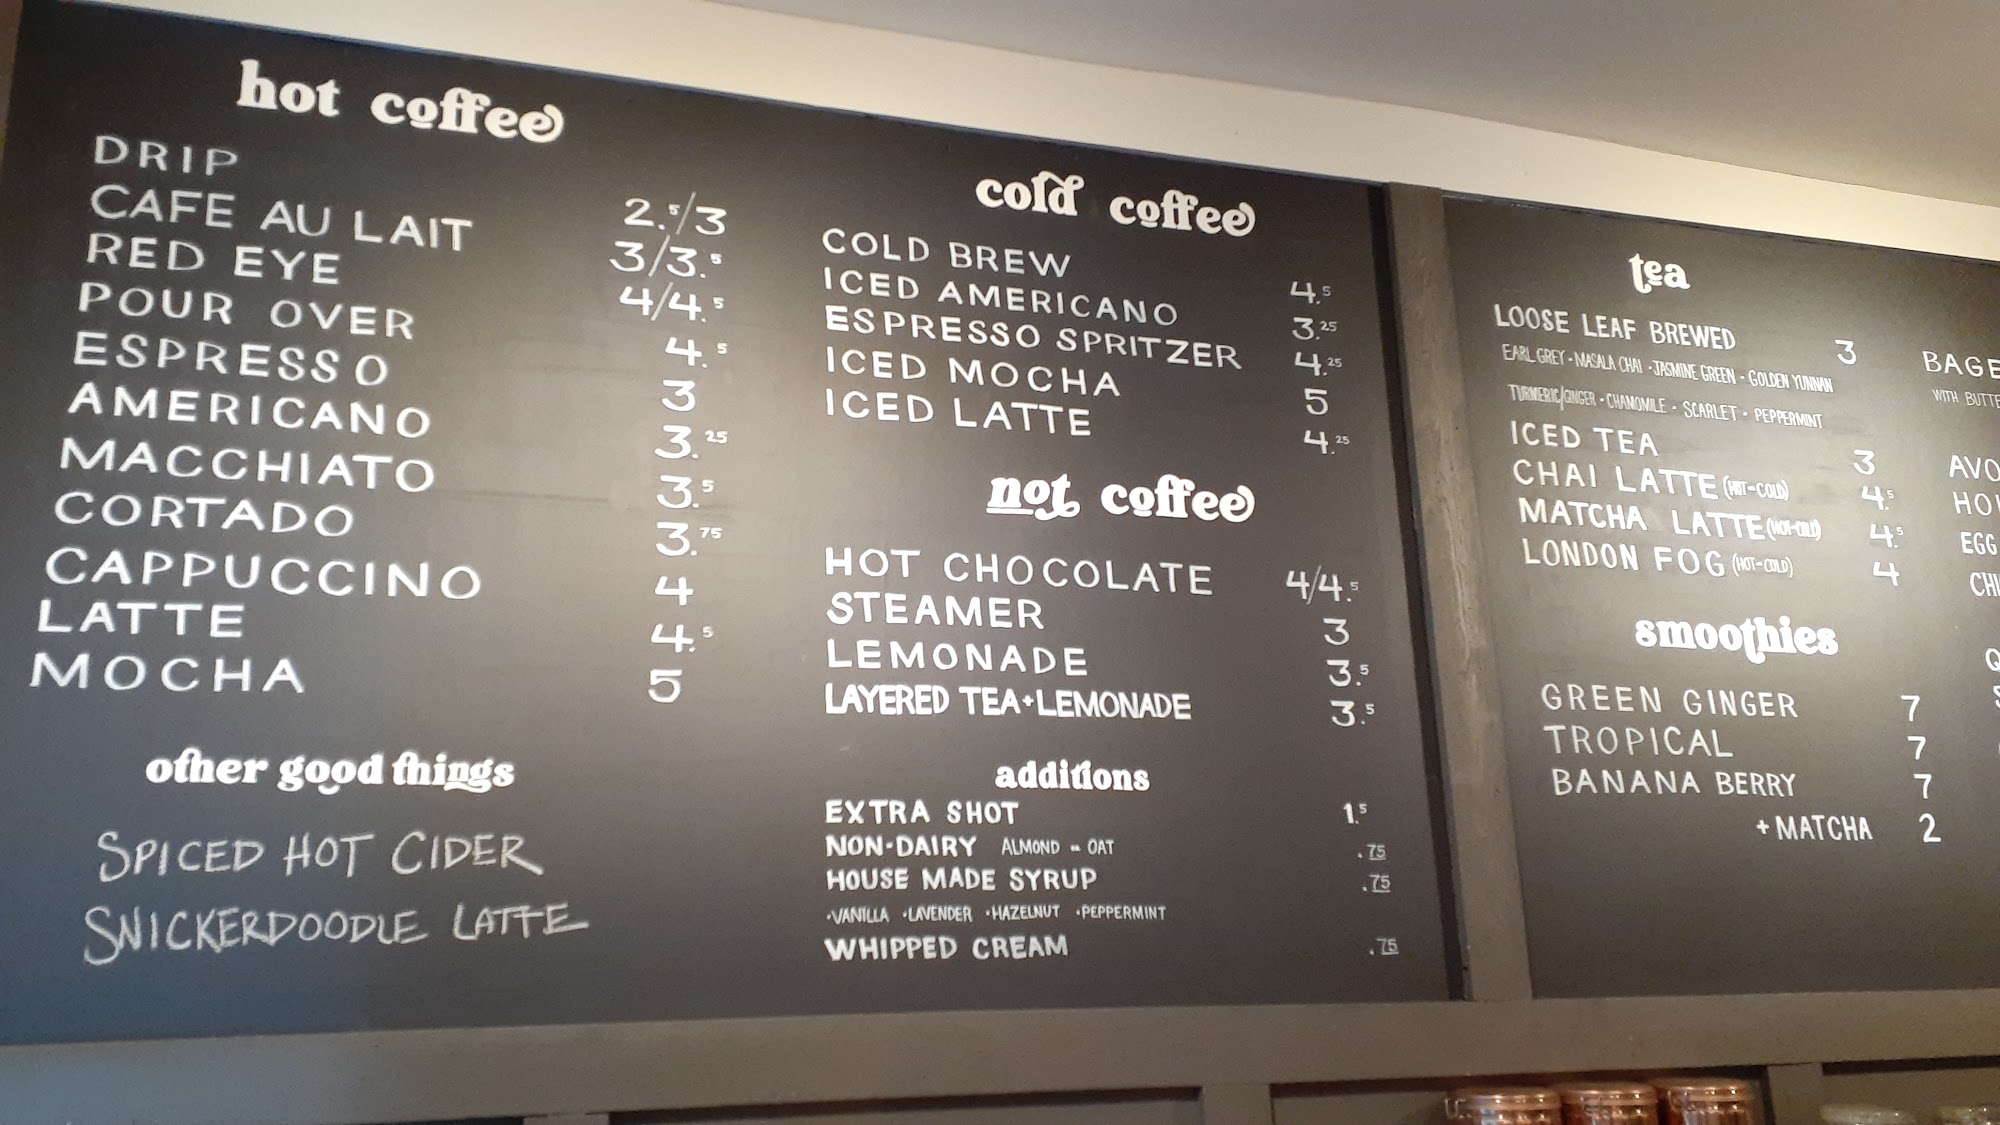 hot coffee
DRIP 2.5/3
CAFE AU LAIT 3/3.5
RED EYE 4/4.5
POUR OVER 4.5
ESPRESSO 3
AMERICANO 3.25
MACCHIATO 3.5
CORTADO 3.75
CAPPUCCINO 4
LATTE 4.5
MOCHA 5
other good things
SPICED HOT CIDER
SNICKERDOODLE LATTE
cold coffee
COLD BREW 4.5
ICED AMERICANO 3.25
ESPRESSO SPRITZER 4.25
ICED MOCHA 5
ICED LATTE 4.25
not coffee
HOT CHOCOLATE 4/4.5
STEAMER 3
LEMONADE 3.5
LAYERED TEA+LEMONADE 3.5
additions
EXTRA SHOT 1.5
NON-DAIRY ALMOND OR OAT .75
HOUSE MADE SYRUP .75
•VANILLA •LAVENDER •HAZELNUT •PEPPERMINT
WHIPPED CREAM .75
tea
LOOSE LEAF BREWED 3
EARL GREY • MASALA CHAI • JASMINE GREEN • GOLDEN YUNNAN
TURMERIC/GINGER • CHAMOMILE • SCARLET • PEPPERMINT
ICED TEA 3
CHAI LATTE (HOT-COLD) 4.5
MATCHA LATTE (HOT-COLD) 4.5
LONDON FOG (HOT-COLD) 4
smoothies
GREEN GINGER 7
TROPICAL 7
BANANA BERRY 7
+ MATCHA 2
BAGE
WITH BUTTE
AVO
EGG